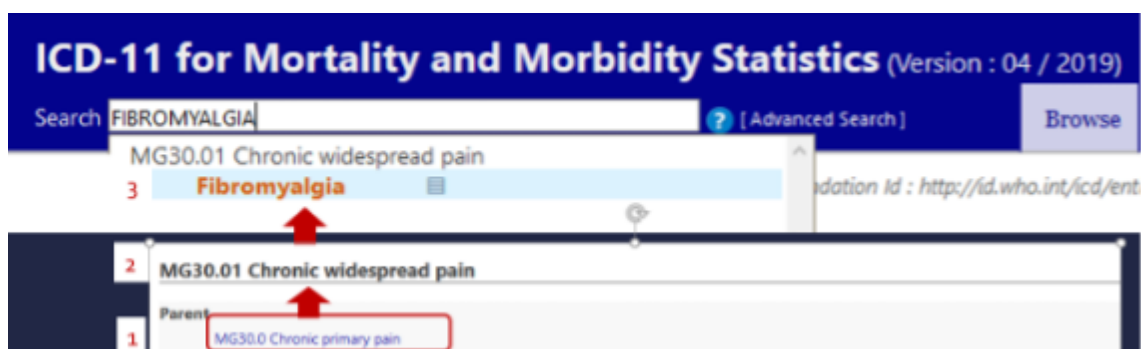 ICD-11 for Mortality and Morbidity Statistics (Version : 04 / 2019)
Search FIBROMYALGIA ? [ Advanced Search ] Browse
MG30.01 Chronic widespread pain
3 Fibromyalgia
ndation Id : http://id.who.int/icd/ent
2 MG30.01 Chronic widespread pain
Parent
1 MG30.0 Chronic primary pain